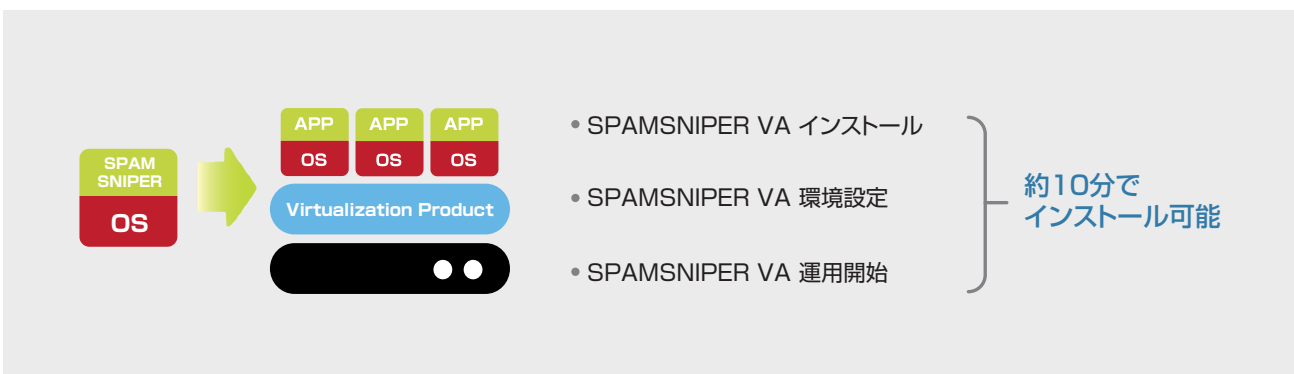 SPAM
SNIPER
OS
APP APP APP
OS OS OS
Virtualization Product
• SPAMSNIPER VA インストール
• SPAMSNIPER VA 環境設定
• SPAMSNIPER VA 運用開始
約10分で
インストール可能